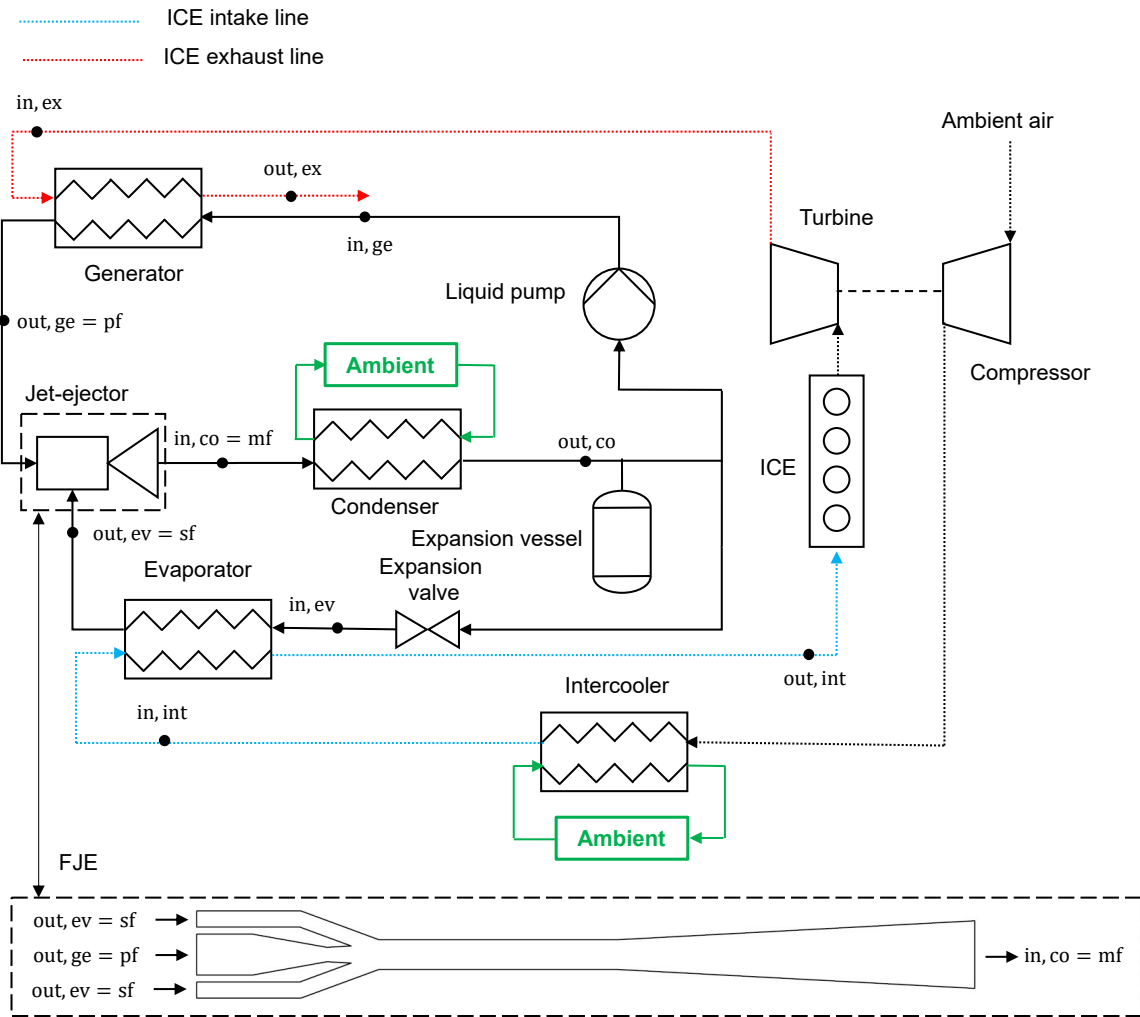 ICE intake line
ICE exhaust line
in, ex
Ambient air
out, ex
Turbine
in, ge
Generator
Liquid pump
out, ge = pf
Ambient
Compressor
Jet-ejector
in, co = mf
out, co
ICE
Condenser
out, ev = sf
Expansion vessel
Evaporator
Expansion
valve
in, ev
out, int
Intercooler
in, int
Ambient
FJE
out, ev = sf
out, ge = pf
in, co = mf
out, ev = sf